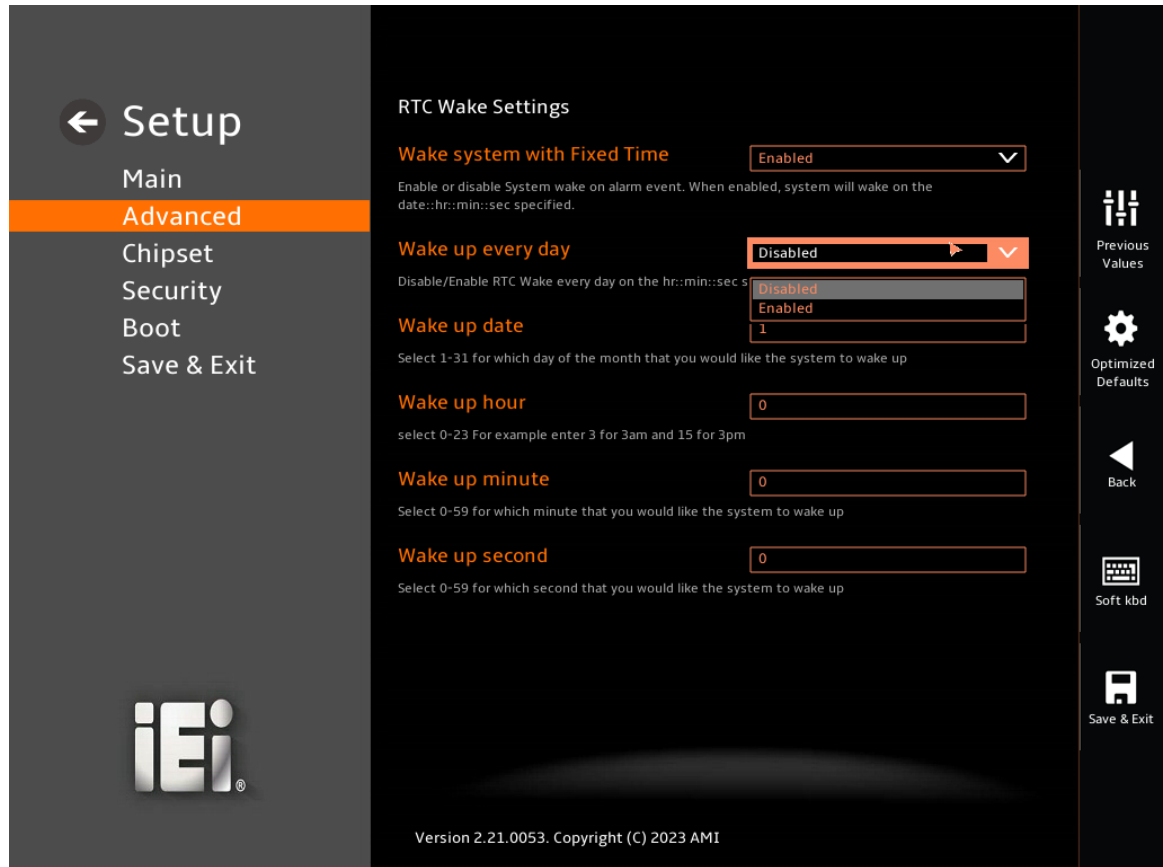 Setup
Main
Advanced
Chipset
Security
Boot
Save & Exit
RTC Wake Settings
Wake system with Fixed Time
Enabled
Enable or disable System wake on alarm event. When enabled, system will wake on the
date::hr::min::sec specified.
Wake up every day
Disabled
Disable/Enable RTC Wake every day on the hr::min::sec s
Disabled
Enabled
Wake up date
1
Select 1-31 for which day of the month that you would like the system to wake up
Wake up hour
0
select 0-23 For example enter 3 for 3am and 15 for 3pm
Wake up minute
0
Select 0-59 for which minute that you would like the system to wake up
Wake up second
0
Select 0-59 for which second that you would like the system to wake up
Previous
Values
Optimized
Defaults
Back
Soft kbd
Save & Exit
iEi®
Version 2.21.0053. Copyright (C) 2023 AMI